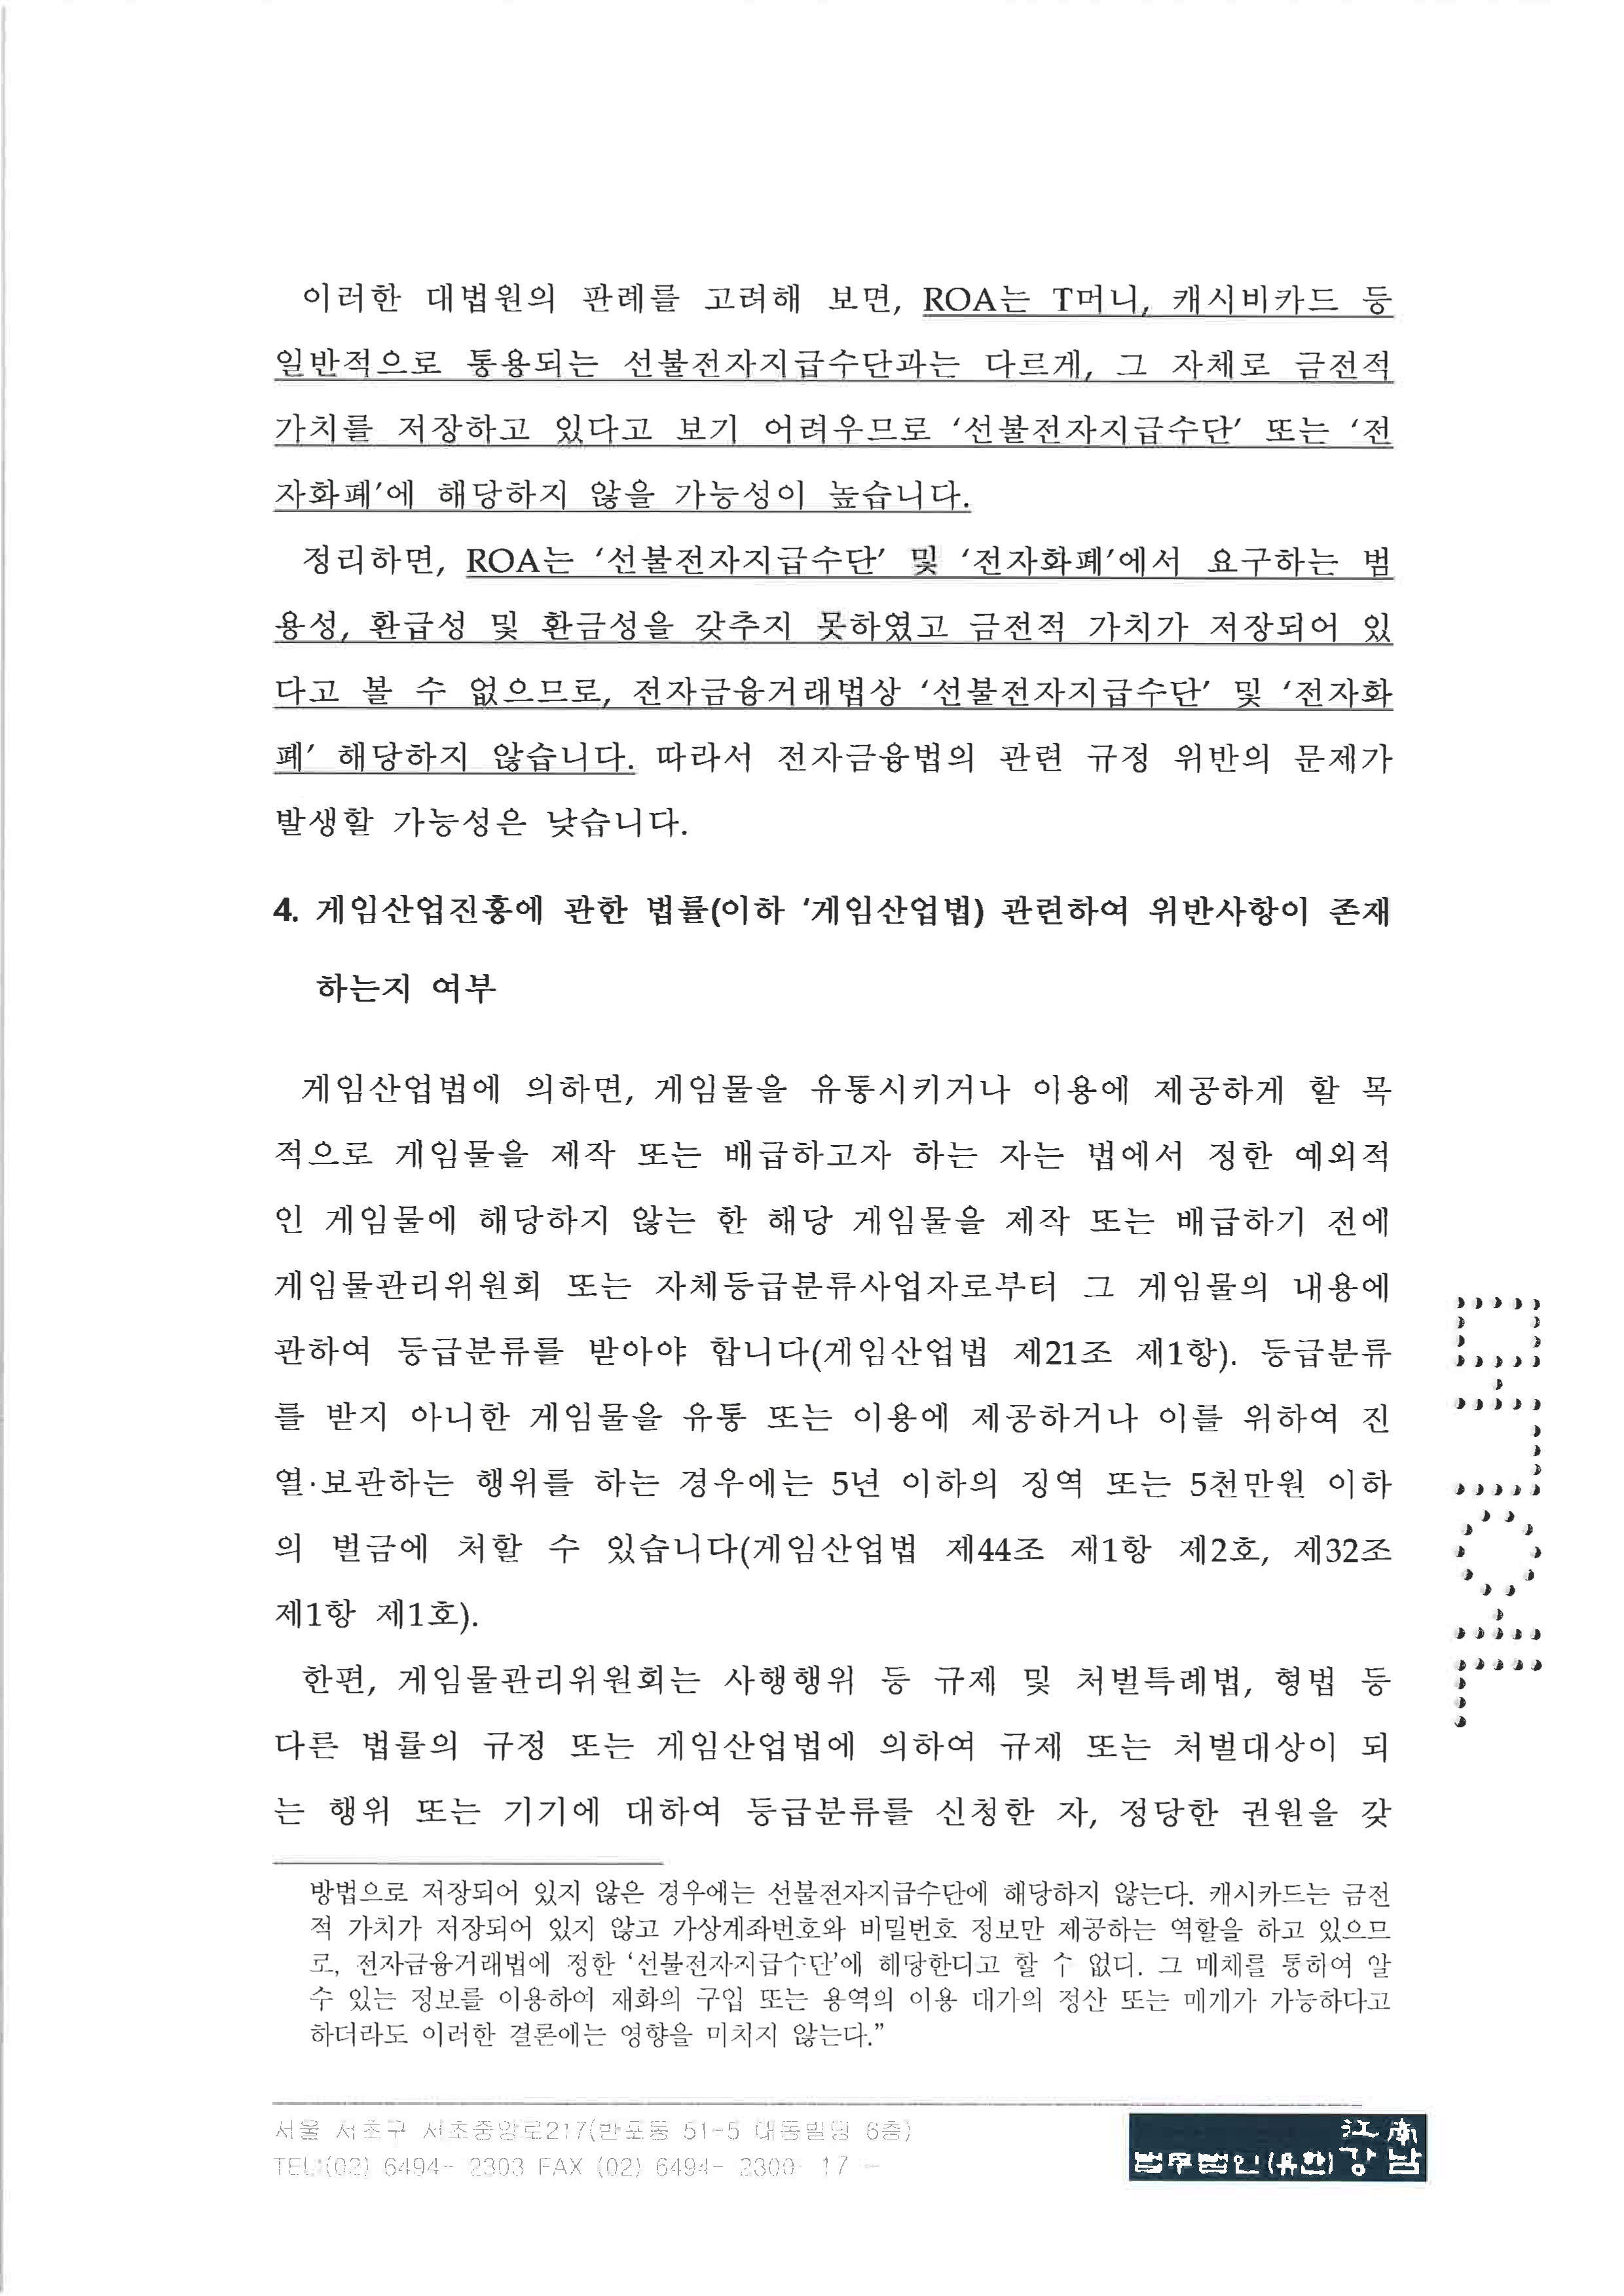 이러한 대법원의 판례를 고려해 보면, ROA는 T머니, 캐시비카드 등
일반적으로 통용되는 선불전자지급수단과는 다르게, 그 자체로 금전적
가치를 저장하고 있다고 보기 어려우므로 ‘선불전자지급수단’ 또는 ‘전
자화폐’에 해당하지 않을 가능성이 높습니다.
정리하면, ROA는 ‘선불전자지급수단’ 및 ‘전자화폐’에서 요구하는 범
용성, 환급성 및 환금성을 갖추지 못하였고 금전적 가치가 저장되어 있
다고 볼 수 없으므로, 전자금융거래법상 ‘선불전자지급수단’ 및 ‘전자화
폐’ 해당하지 않습니다. 따라서 전자금융법의 관련 규정 위반의 문제가
발생할 가능성은 낮습니다.
4. 게임산업진흥에 관한 법률(이하 ‘게임산업법) 관련하여 위반사항이 존재
하는지 여부
게임산업법에 의하면, 게임물을 유통시키거나 이용에 제공하게 할 목
적으로 게임물을 제작 또는 배급하고자 하는 자는 법에서 정한 예외적
인 게임물에 해당하지 않는 한 해당 게임물을 제작 또는 배급하기 전에
게임물관리위원회 또는 자체등급분류사업자로부터 그 게임물의 내용에
관하여 등급분류를 받아야 합니다(게임산업법 제21조 제1항). 등급분류
를 받지 아니한 게임물을 유통 또는 이용에 제공하거나 이를 위하여 진
열·보관하는 행위를 하는 경우에는 5년 이하의 징역 또는 5천만원 이하
의 벌금에 처할 수 있습니다(게임산업법 제44조 제1항 제2호, 제32조
제1항 제1호).
한편, 게임물관리위원회는 사행행위 등 규제 및 처벌특례법, 형법 등
다른 법률의 규정 또는 게임산업법에 의하여 규제 또는 처벌대상이 되
는 행위 또는 기기에 대하여 등급분류를 신청한 자, 정당한 권원을 갖
방법으로 저장되어 있지 않은 경우에는 선불전자지급수단에 해당하지 않는다. 캐시카드는 금전
적 가치가 저장되어 있지 않고 가상계좌번호와 비밀번호 정보만 제공하는 역할을 하고 있으므
로, 전자금융거래법에 정한 ‘선불전자지급수단’에 해당한다고 할 수 없다. 그 매체를 통하여 알
수 있는 정보를 이용하여 재화의 구입 또는 용역의 이용 대가의 정산 또는 매개가 가능하다고
하더라도 이러한 결론에는 영향을 미치지 않는다.”
서울 서초구 서초중앙로217(반포동 51-5 대동빌딩 6층)
TEL:(02) 6494- 2303 FAX (02) 6494- 2300- 17 -
江南
법무법인(유한) 강남
무단인하